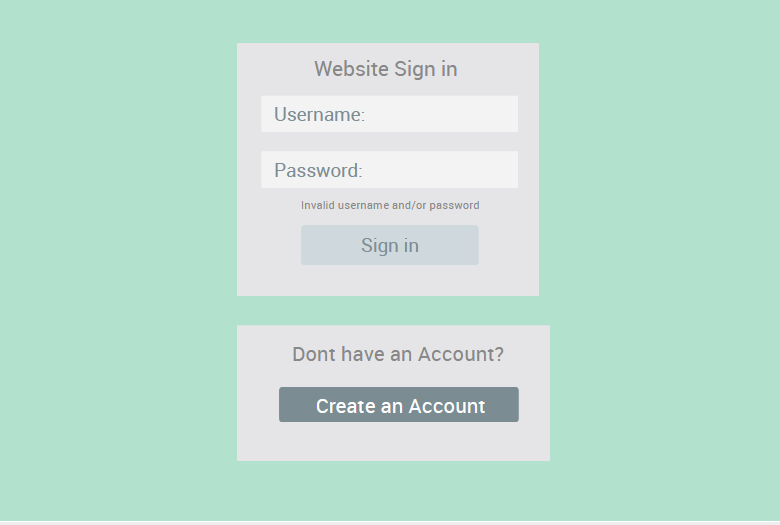 Website Sign in
Username:
Password:
Invalid username and/or password
Sign in
Dont have an Account?
Create an Account